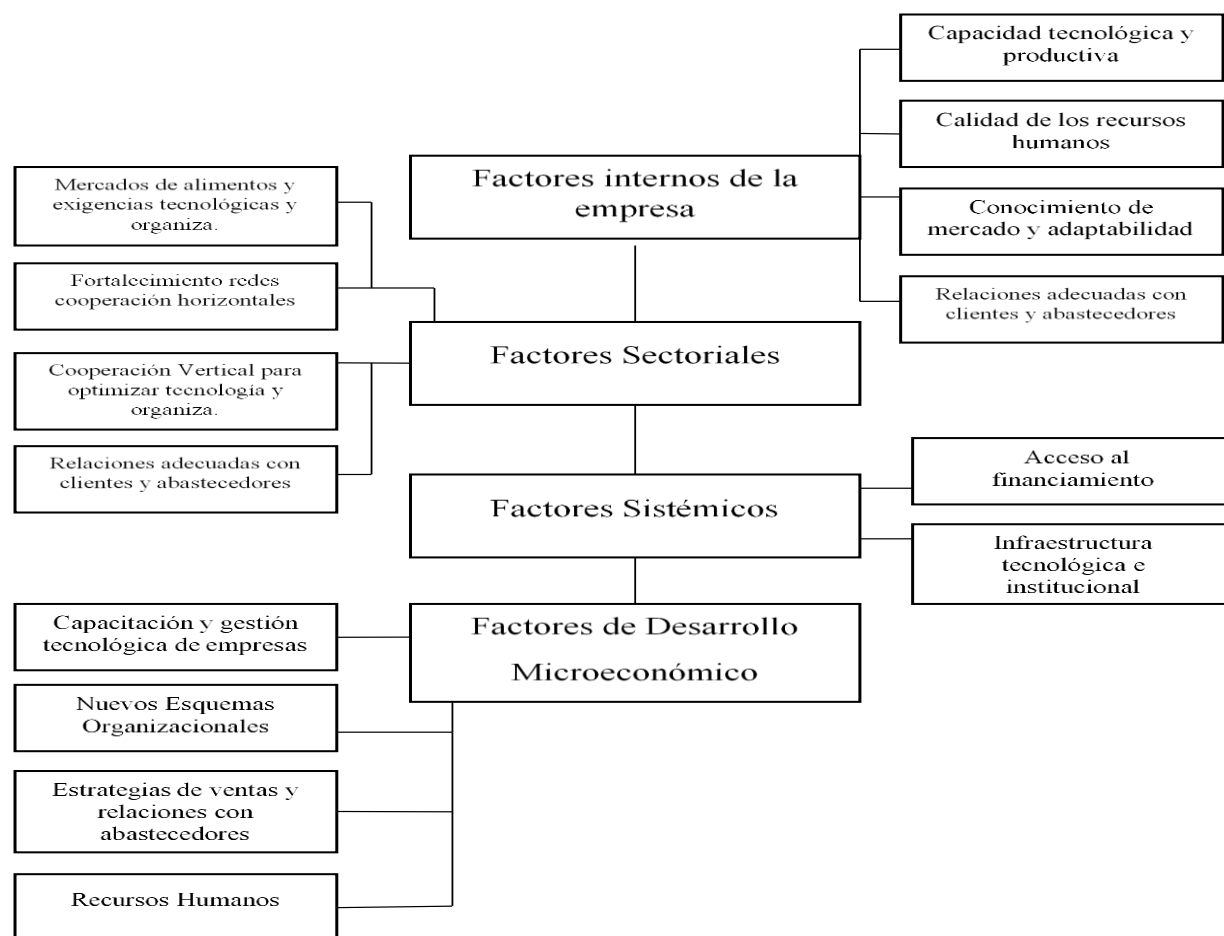 Capacidad tecnológica y
productiva
Calidad de los recursos
humanos
Factores internos de la
empresa
Mercados de alimentos y
exigencias tecnológicas y
organiza.
Conocimiento de
mercado y adaptabilidad
Fortalecimiento redes
cooperación horizontales
Relaciones adecuadas con
clientes y abastecedores
Factores Sectoriales
Cooperación Vertical para
optimizar tecnología y
organiza.
Relaciones adecuadas con
clientes y abastecedores
Acceso al
financiamiento
Factores Sistémicos
Infraestructura
tecnológica e
institucional
Factores de Desarrollo
Microeconómico
Capacitación y gestión
tecnológica de empresas
Nuevos Esquemas
Organizacionales
Estrategias de ventas y
relaciones con
abastecedores
Recursos Humanos